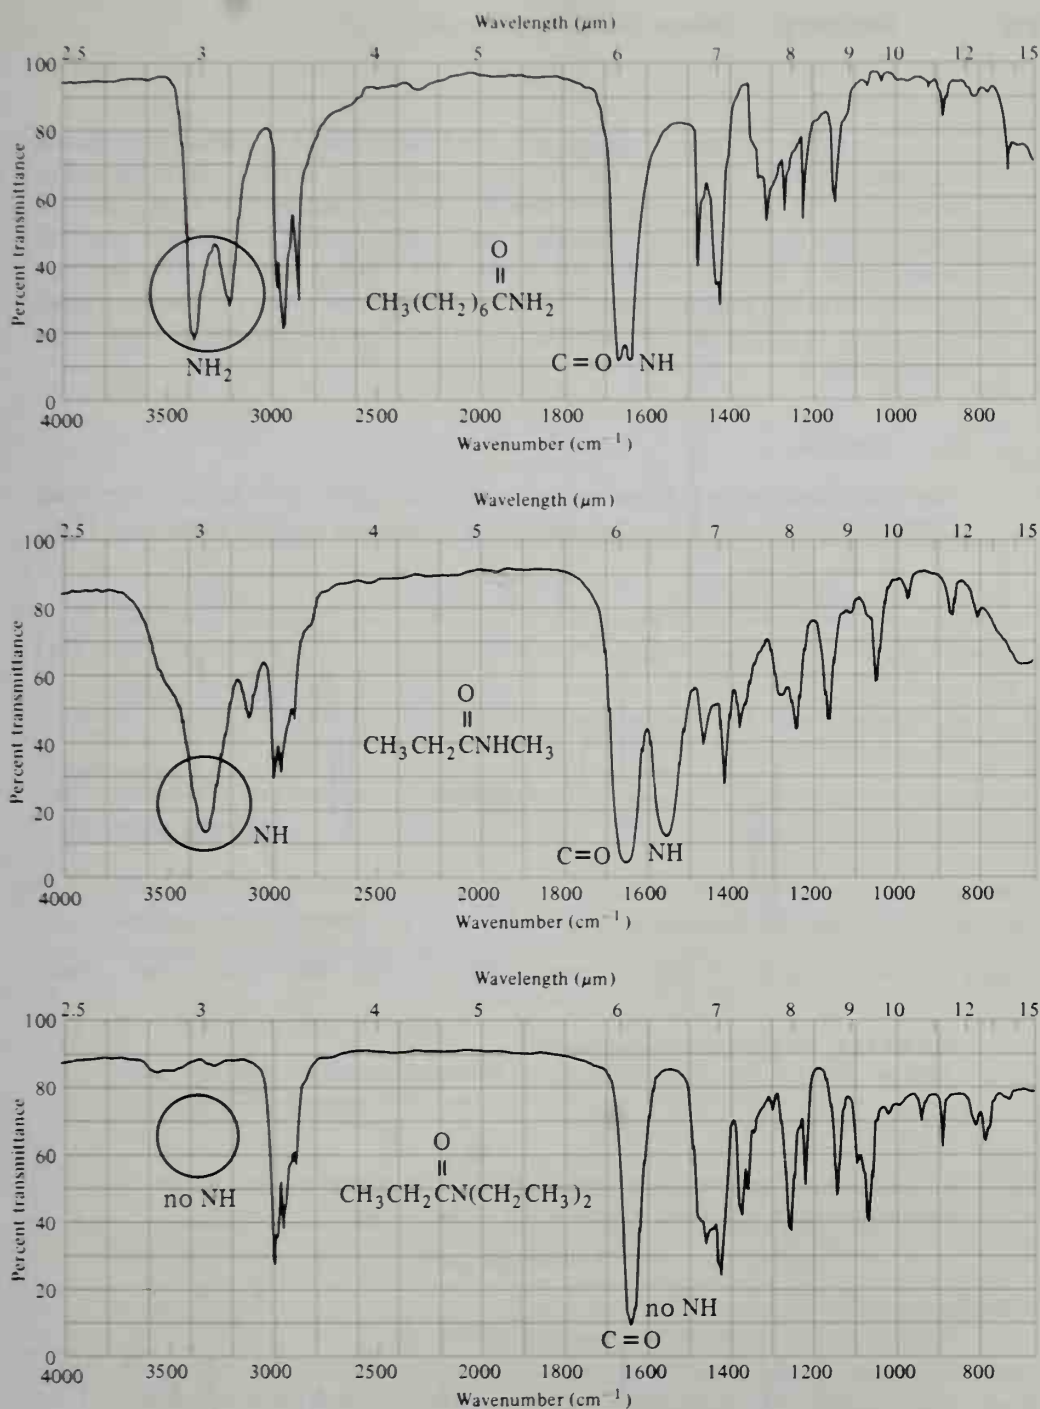 Wavelength (μm)
2.5 3 4 5 6 7 8 9 10 12 15
100
80
60
40
20
0
Percent transmittance
O
||
CH₃(CH₂)₆CNH₂
NH₂
C=O NH
4000 3500 3000 2500 2000 1800 1600 1400 1200 1000 800
Wavenumber (cm⁻¹)
Wavelength (μm)
2.5 3 4 5 6 7 8 9 10 12 15
100
80
60
40
20
0
Percent transmittance
O
||
CH₃CH₂CNHCH₃
NH
C=O NH
4000 3500 3000 2500 2000 1800 1600 1400 1200 1000 800
Wavenumber (cm⁻¹)
Wavelength (μm)
2.5 3 4 5 6 7 8 9 10 12 15
100
80
60
40
20
0
Percent transmittance
no NH
O
||
CH₃CH₂CN(CH₂CH₃)₂
no NH
C=O
4000 3500 3000 2500 2000 1800 1600 1400 1200 1000 800
Wavenumber (cm⁻¹)